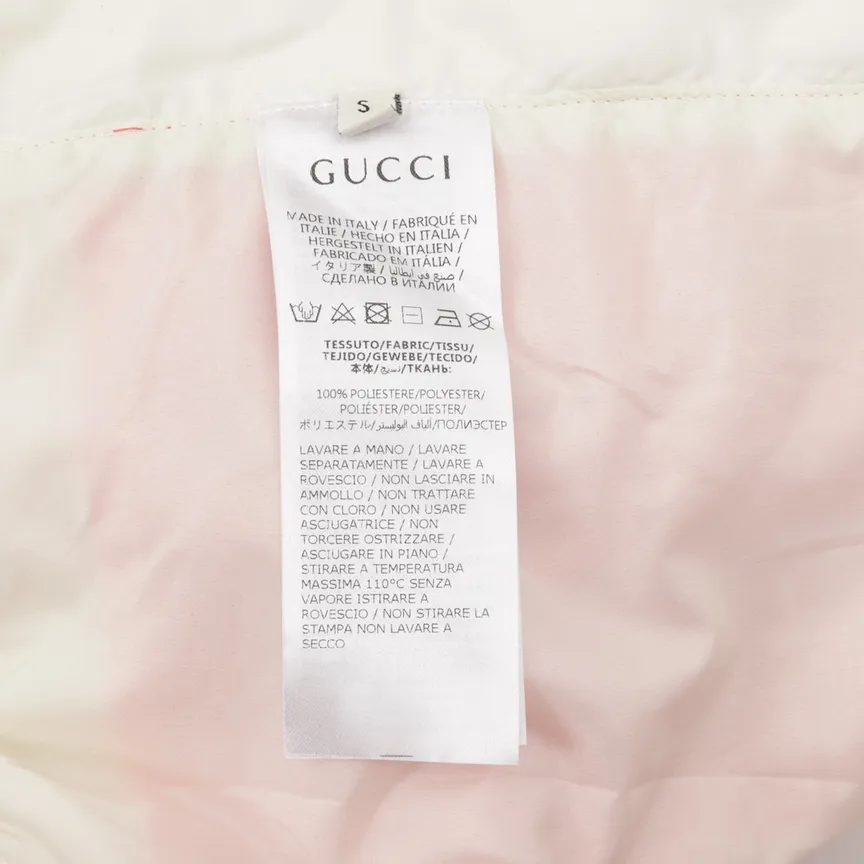 S
GUCCI
MADE IN ITALY / FABRIQUÉ EN
ITALIE / HECHO EN ITALIA /
HERGESTELT IN ITALIEN /
FABRICADO EM ITÁLIA /
イタリア製 / صنع في ايطاليا /
СДЕЛАНО В ИТАЛИИ
TESSUTO/FABRIC/TISSU/
TEJIDO/GEWEBE/TECIDO/
本体/نسيج/ТКАНЬ:
100% POLIESTERE/POLYESTER/
POLIÉSTER/POLIESTER/
ポリエステル/ألياف البوليستر/ПОЛИЭСТЕР
LAVARE A MANO / LAVARE
SEPARATAMENTE / LAVARE A
ROVESCIO / NON LASCIARE IN
AMMOLLO / NON TRATTARE
CON CLORO / NON USARE
ASCIUGATRICE / NON
TORCERE OSTRIZZARE /
ASCIUGARE IN PIANO /
STIRARE A TEMPERATURA
MASSIMA 110°C SENZA
VAPORE ISTIRARE A
ROVESCIO / NON STIRARE LA
STAMPA NON LAVARE A
SECCO